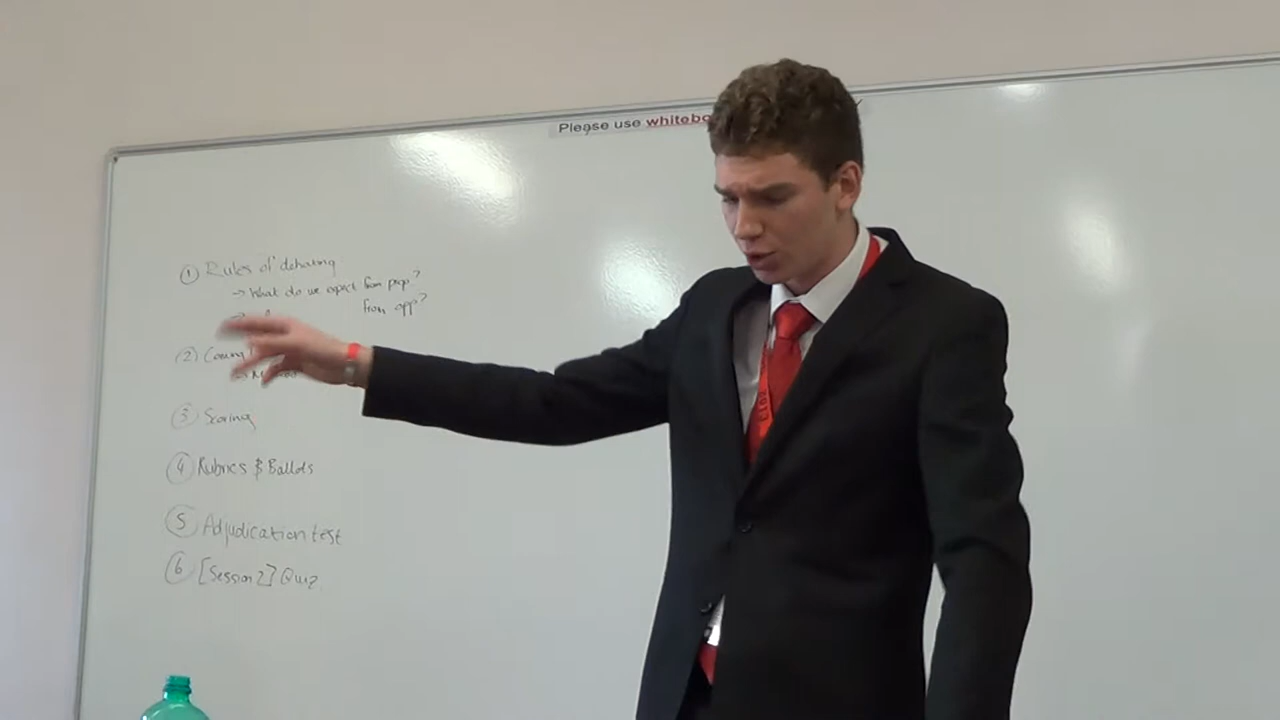 Please use
① Rules of debating
→ What do we expect from prop?
from opp?
② Coming
③ Scoring
④ Rubrics & Ballots
⑤ Adjudication test
⑥ [Session 2] Quiz